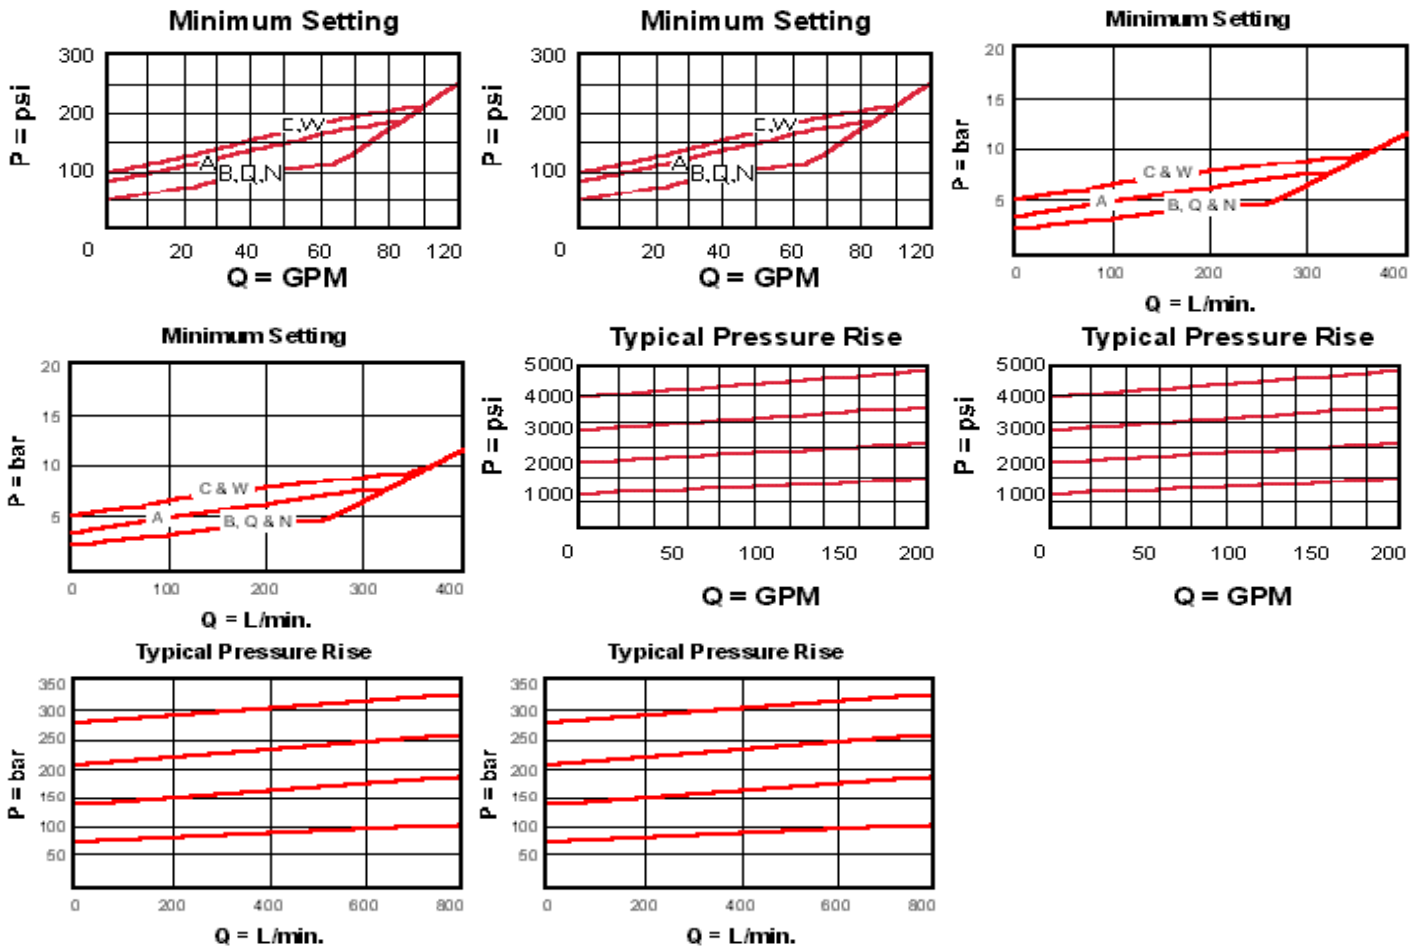 Minimum Setting
P = psi
300
200
100
0
20
40
60
80
120
Q = GPM
C,W
A
B,Q,N
Minimum Setting
P = psi
300
200
100
0
20
40
60
80
120
Q = GPM
C,W
A
B,Q,N
Minimum Setting
P = bar
20
15
10
5
0
100
200
300
400
Q = L/min.
C & W
A
B, Q & N
Minimum Setting
P = bar
20
15
10
5
0
100
200
300
400
Q = L/min.
C & W
A
B, Q & N
Typical Pressure Rise
P = psi
5000
4000
3000
2000
1000
0
50
100
150
200
Q = GPM
Typical Pressure Rise
P = psi
5000
4000
3000
2000
1000
0
50
100
150
200
Q = GPM
Typical Pressure Rise
P = bar
350
300
250
200
150
100
50
0
200
400
600
800
Q = L/min.
Typical Pressure Rise
P = bar
350
300
250
200
150
100
50
0
200
400
600
800
Q = L/min.